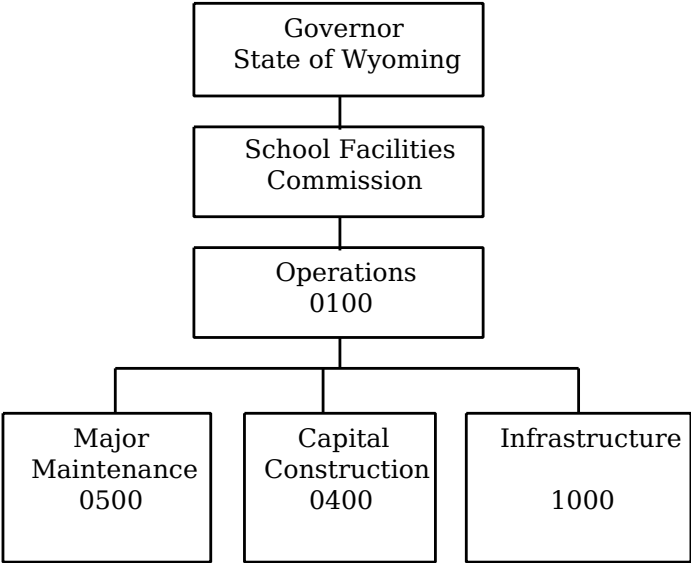 Governor
State of Wyoming
School Facilities
Commission
Operations
0100
Major
Maintenance
0500
Capital
Construction
0400
Infrastructure
1000